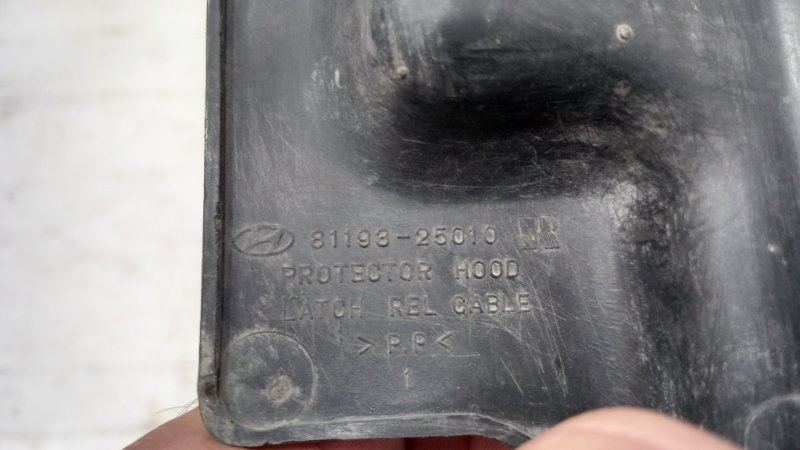 81193-25010
PROTECTOR HOOD
LATCH REL CABLE
>P.P<
1